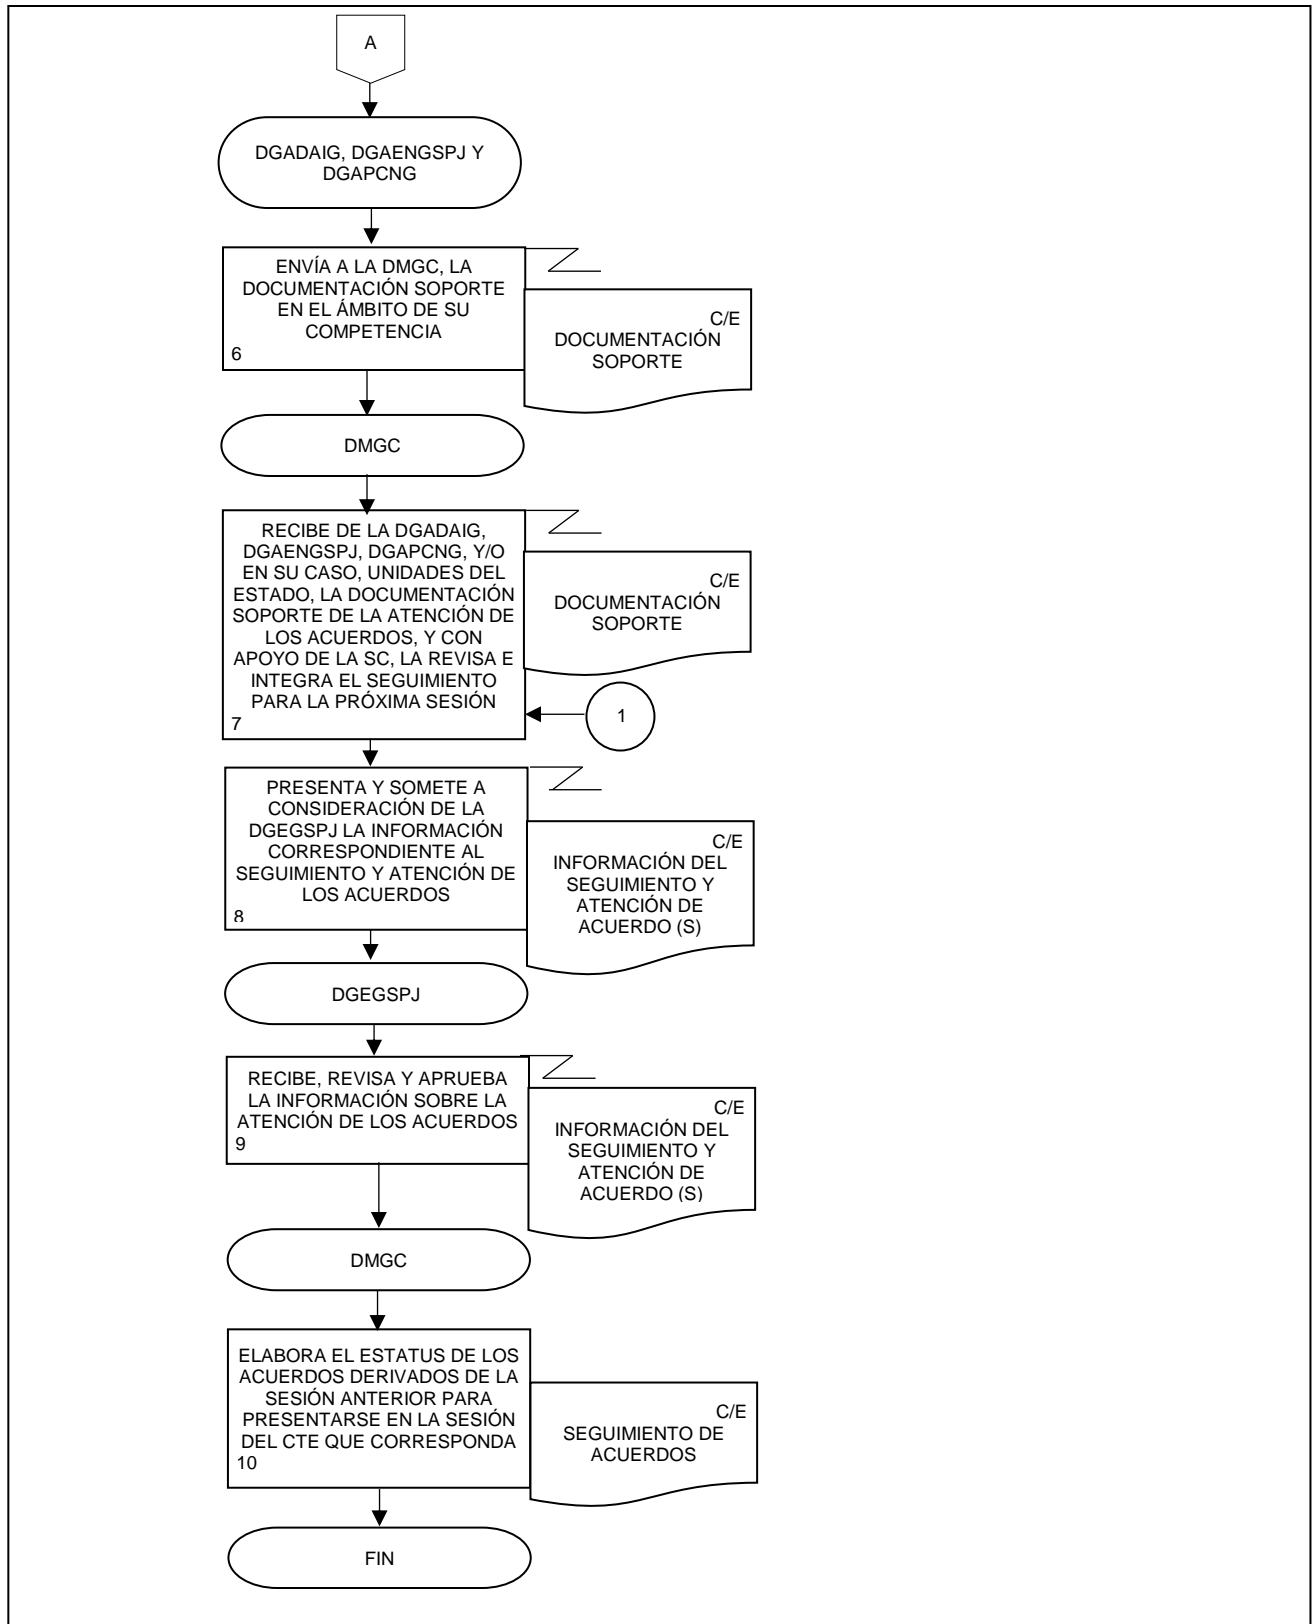 A
DGADAIG, DGAENGSPJ Y
DGAPCNG
ENVÍA A LA DMGC, LA
DOCUMENTACIÓN SOPORTE
EN EL ÁMBITO DE SU
COMPETENCIA
6
C/E
DOCUMENTACIÓN
SOPORTE
DMGC
RECIBE DE LA DGADAIG,
DGAENGSPJ, DGAPCNG, Y/O
EN SU CASO, UNIDADES DEL
ESTADO, LA DOCUMENTACIÓN
SOPORTE DE LA ATENCIÓN DE
LOS ACUERDOS, Y CON
APOYO DE LA SC, LA REVISA E
INTEGRA EL SEGUIMIENTO
PARA LA PRÓXIMA SESIÓN
7
C/E
DOCUMENTACIÓN
SOPORTE
1
PRESENTA Y SOMETE A
CONSIDERACIÓN DE LA
DGEGSPJ LA INFORMACIÓN
CORRESPONDIENTE AL
SEGUIMIENTO Y ATENCIÓN DE
LOS ACUERDOS
8
C/E
INFORMACIÓN DEL
SEGUIMIENTO Y
ATENCIÓN DE
ACUERDO (S)
DGEGSPJ
RECIBE, REVISA Y APRUEBA
LA INFORMACIÓN SOBRE LA
ATENCIÓN DE LOS ACUERDOS
9
C/E
INFORMACIÓN DEL
SEGUIMIENTO Y
ATENCIÓN DE
ACUERDO (S)
DMGC
ELABORA EL ESTATUS DE LOS
ACUERDOS DERIVADOS DE LA
SESIÓN ANTERIOR PARA
PRESENTARSE EN LA SESIÓN
DEL CTE QUE CORRESPONDA
10
C/E
SEGUIMIENTO DE
ACUERDOS
FIN